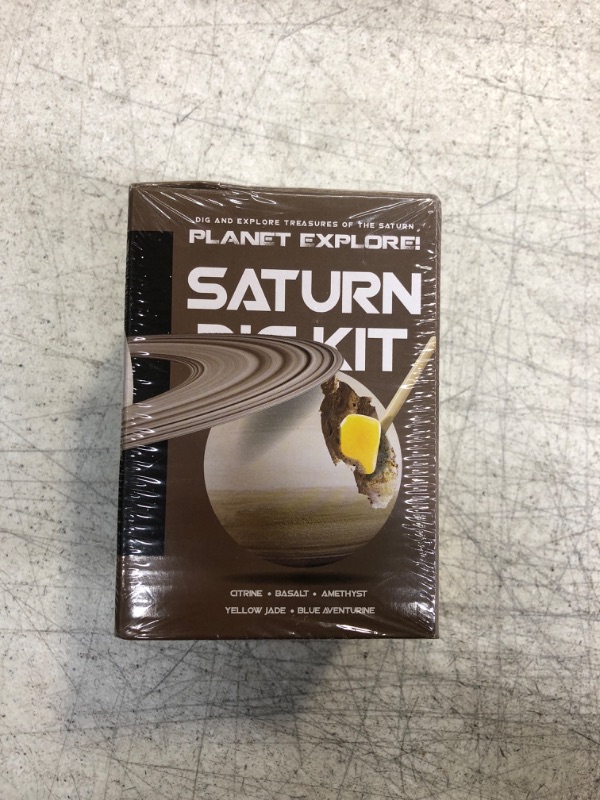 DIG AND EXPLORE TREASURES OF THE SATURN
PLANET EXPLORE!
SATURN
DIG KIT
CITRINE • BASALT • AMETHYST
YELLOW JADE • BLUE AVENTURINE